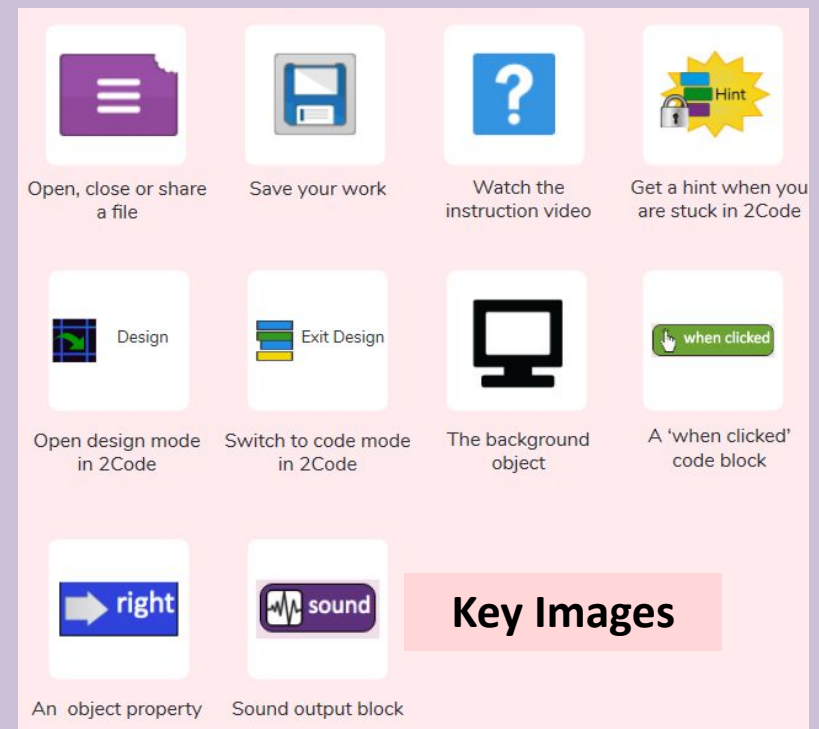 Hint
Open, close or share
a file
Save your work
Watch the
instruction video
Get a hint when you
are stuck in 2Code
Design
Exit Design
when clicked
Open design mode
in 2Code
Switch to code mode
in 2Code
The background
object
A ‘when clicked’
code block
right
sound
Key Images
An object property
Sound output block